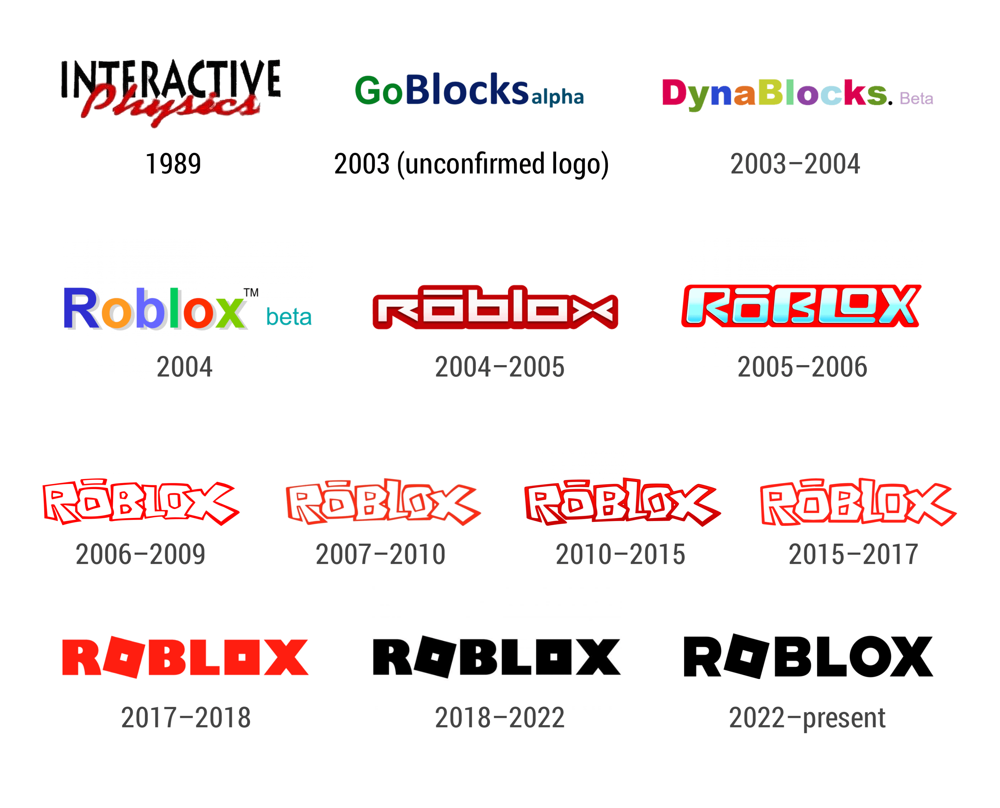 INTERACTIVE
Physics
GoBlocks alpha
DynaBlocks. Beta
1989
2003 (unconfirmed logo)
2003–2004
Roblox™ beta
rōblox
RŌBLOX
2004
2004–2005
2005–2006
RŌBLOX
RŌBlOX
RŌBlOX
RŌBlOX
2006–2009
2007–2010
2010–2015
2015–2017
ROBLOX
ROBLOX
ROBLOX
2017–2018
2018–2022
2022–present